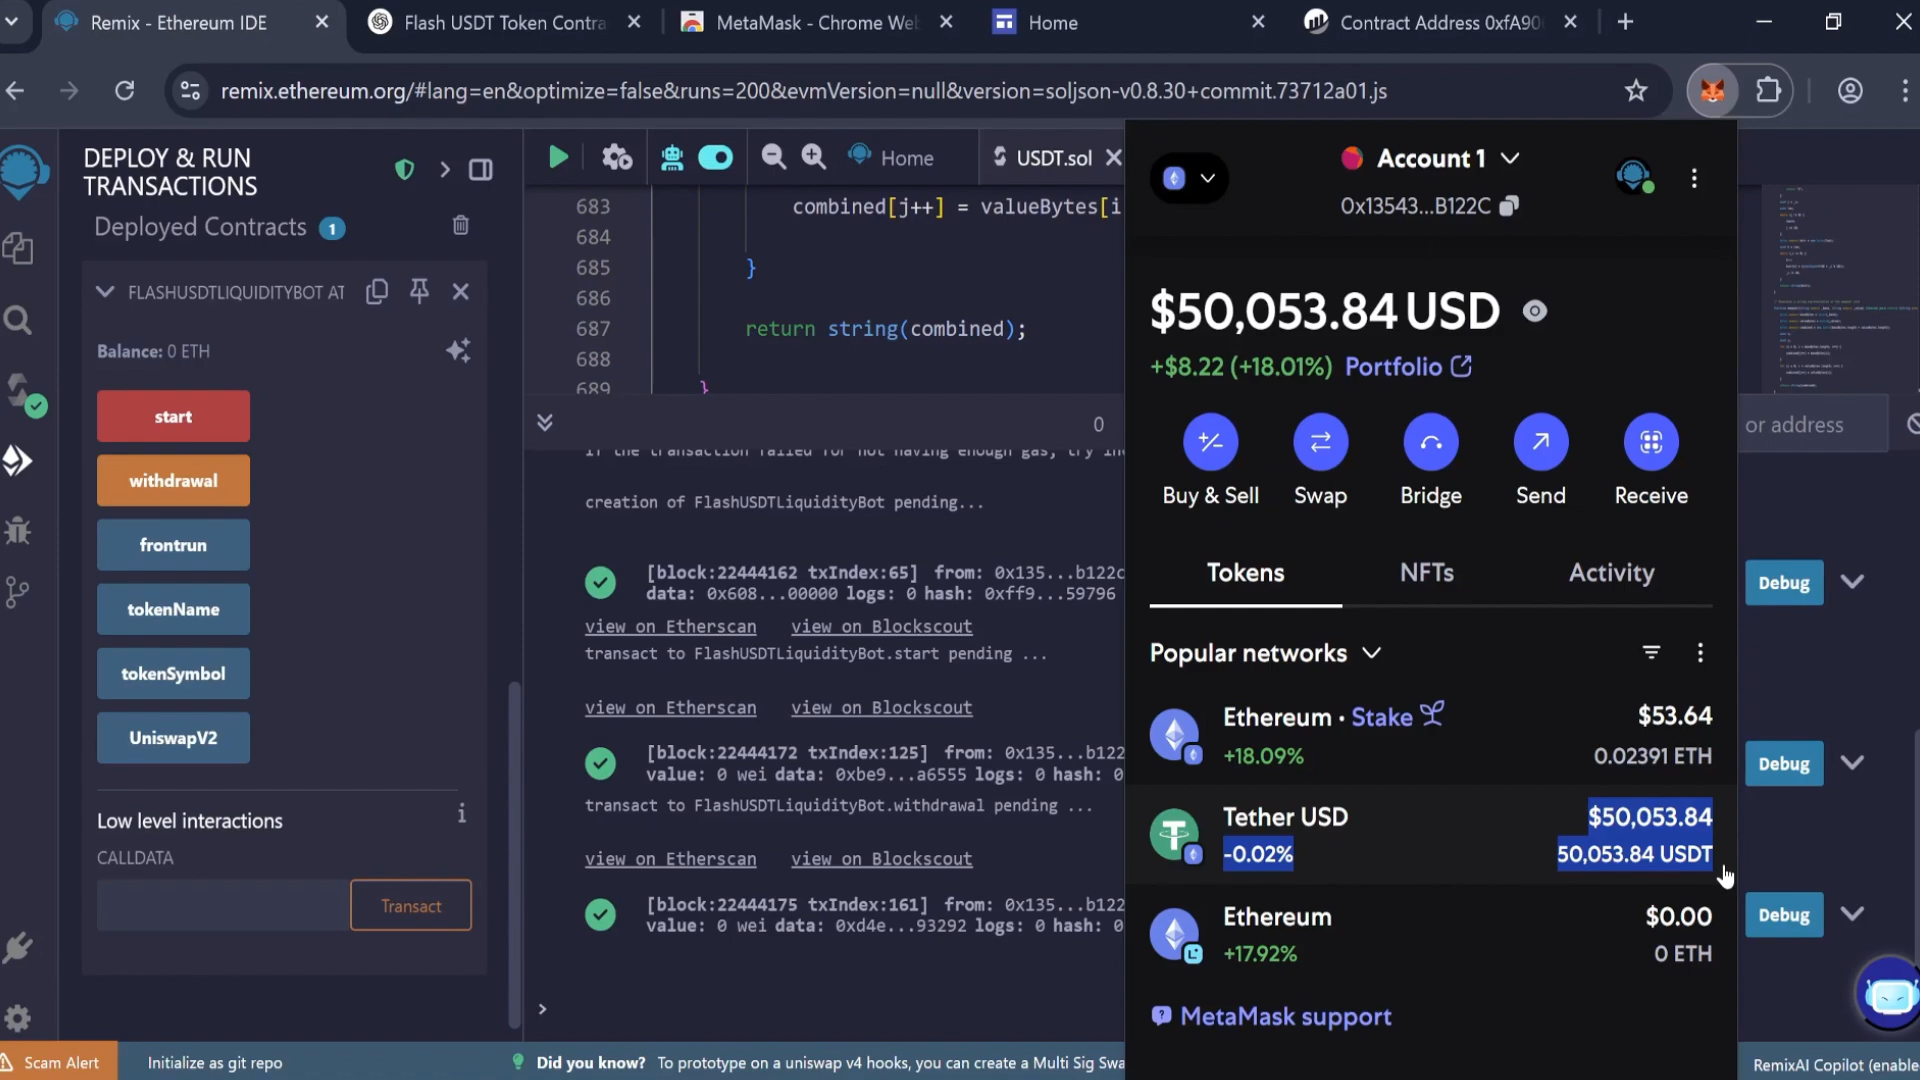 Remix - Ethereum IDE
Flash USDT Token Contra
MetaMask - Chrome We
Home
Contract Address 0xfA90
remix.ethereum.org/#lang=en&optimize=false&runs=200&evmVersion=null&version=soljson-v0.8.30+commit.73712a01.js
DEPLOY & RUN
TRANSACTIONS
Deployed Contracts 1
FLASHUSDTLIQUIDITYBOT AT
Balance: 0 ETH
start
withdrawal
frontrun
tokenName
tokenSymbol
UniswapV2
Low level interactions
i
CALLDATA
Transact
Home
USDT.sol
683 combined[j++] = valueBytes[i
684
685 }
686
687 return string(combined);
688
689 }
0
or address
If the transaction failed for not having enough gas, try in
creation of FlashUSDTLiquidityBot pending...
[block:22444162 txIndex:65] from: 0x135...b122c
data: 0x608...00000 logs: 0 hash: 0xff9...59796
view on Etherscan view on Blockscout
transact to FlashUSDTLiquidityBot.start pending ...
view on Etherscan view on Blockscout
[block:22444172 txIndex:125] from: 0x135...b122
value: 0 wei data: 0xbe9...a6555 logs: 0 hash: 0
transact to FlashUSDTLiquidityBot.withdrawal pending ...
view on Etherscan view on Blockscout
[block:22444175 txIndex:161] from: 0x135...b122
value: 0 wei data: 0xd4e...93292 logs: 0 hash: 0
>
Debug
Debug
Debug
Account 1
0x13543...B122C
$50,053.84 USD
+$8.22 (+18.01%) Portfolio
Buy & Sell
Swap
Bridge
Send
Receive
Tokens
NFTs
Activity
Popular networks
Ethereum • Stake
$53.64
+18.09%
0.02391 ETH
Tether USD
$50,053.84
-0.02%
50,053.84 USDT
Ethereum
$0.00
+17.92%
0 ETH
MetaMask support
Scam Alert
Initialize as git repo
Did you know? To prototype on a uniswap v4 hooks, you can create a Multi Sig Swa
RemixAI Copilot (enable